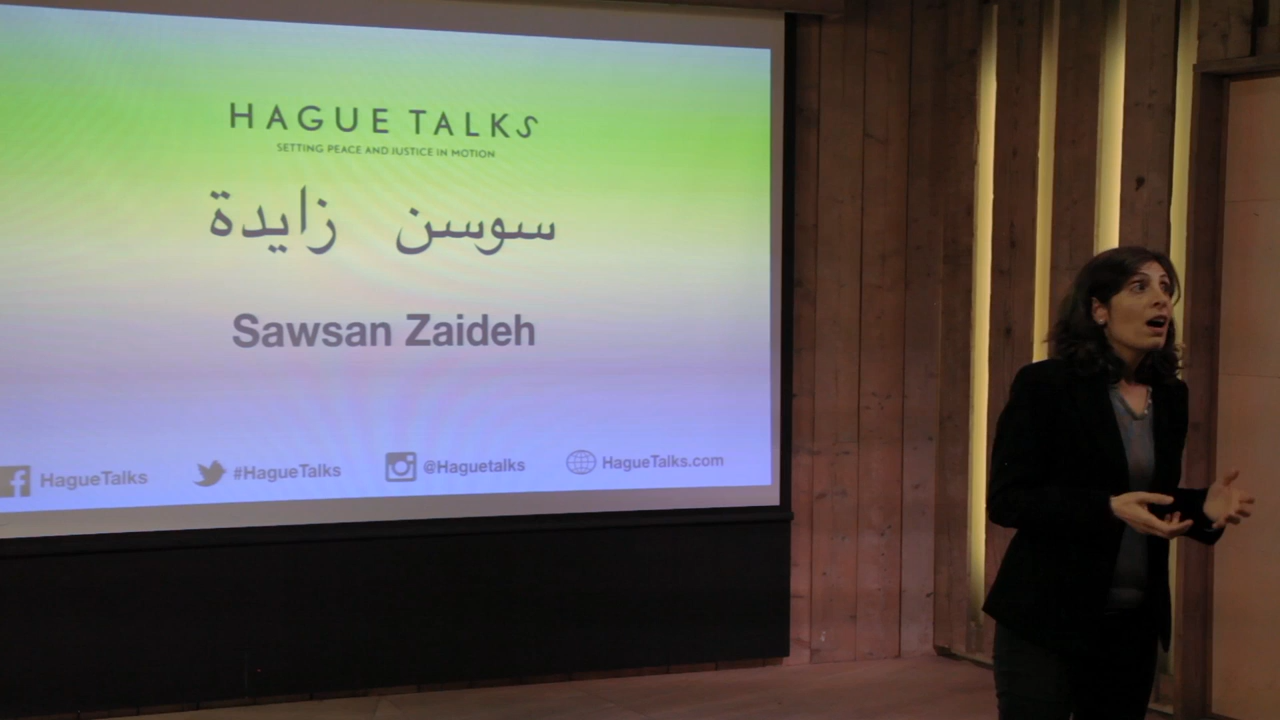 HAGUE TALKS
SETTING PEACE AND JUSTICE IN MOTION
سوسن زايدة
Sawsan Zaideh
HagueTalks #HagueTalks @Haguetalks HagueTalks.com